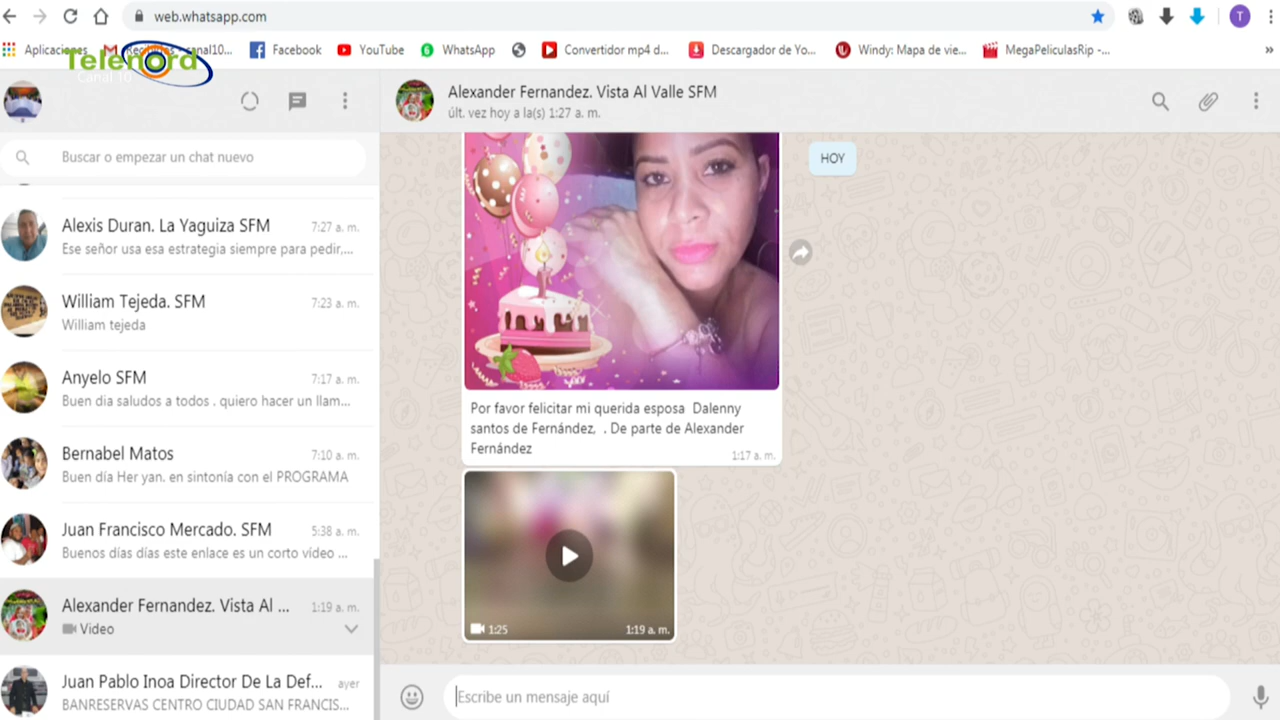 web.whatsapp.com
T
Aplicaciones
Facebook
YouTube
WhatsApp
Convertidor mp4 d...
Descargador de Yo...
Windy: Mapa de vie...
MegaPeliculasRip -...
»
Telenord
Canal 10
Alexander Fernandez. Vista Al Valle SFM
últ. vez hoy a la(s) 1:27 a. m.
Buscar o empezar un chat nuevo
HOY
Alexis Duran. La Yaguiza SFM 7:27 a. m.
Ese señor usa esa estrategia siempre para pedir,...
William Tejeda. SFM 7:23 a. m.
William tejeda
Anyelo SFM 7:17 a. m.
Buen dia saludos a todos . quiero hacer un llam...
Bernabel Matos 7:10 a. m.
Buen día Her yan. en sintonía con el PROGRAMA
Juan Francisco Mercado. SFM 5:38 a. m.
Buenos días días este enlace es un corto vídeo ...
Alexander Fernandez. Vista Al ... 1:19 a. m.
Video
Juan Pablo Inoa Director De La Def... ayer
BANRESERVAS CENTRO CIUDAD SAN FRANCIS...
Por favor felicitar mi querida esposa Dalenny
santos de Fernández, . De parte de Alexander
Fernández
1:17 a. m.
1:25 1:19 a. m.
Escribe un mensaje aquí